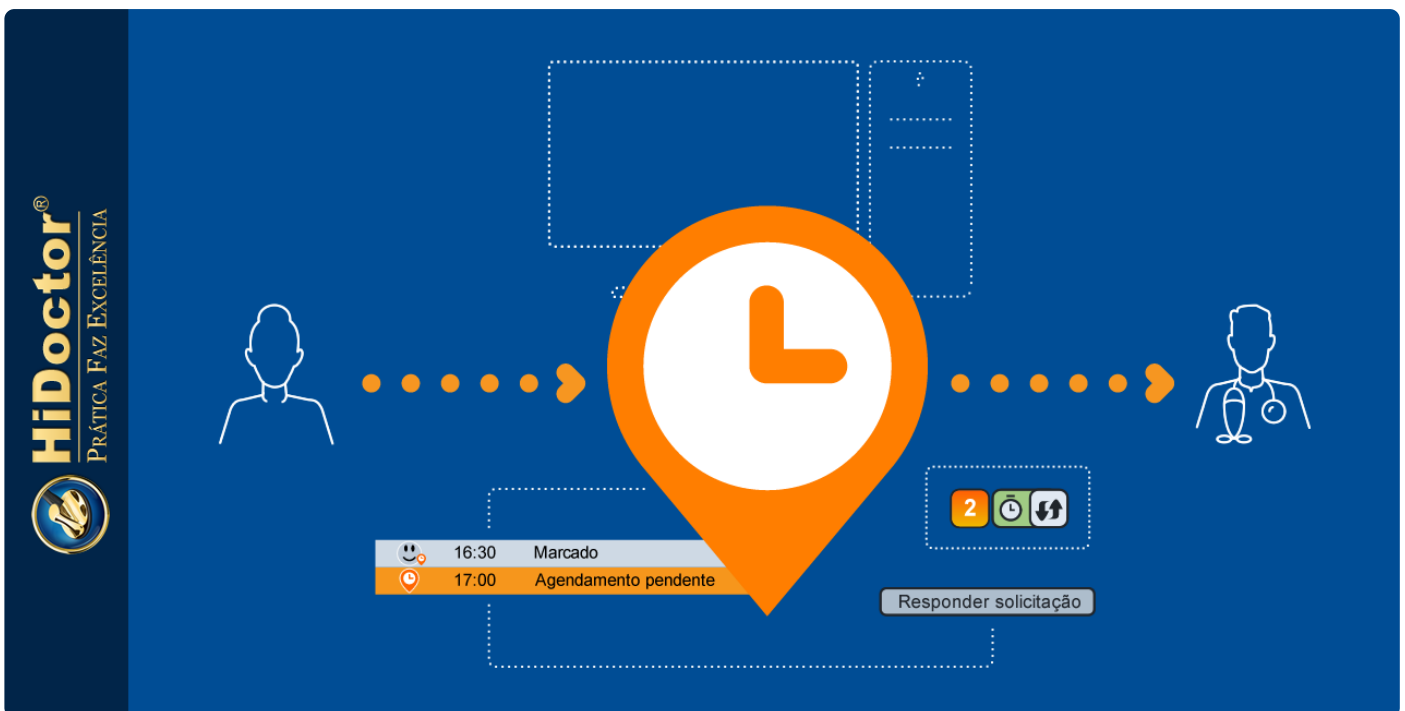 HiDoctor®
PRÁTICA FAZ EXCELÊNCIA
2
16:30 Marcado
17:00 Agendamento pendente
Responder solicitação